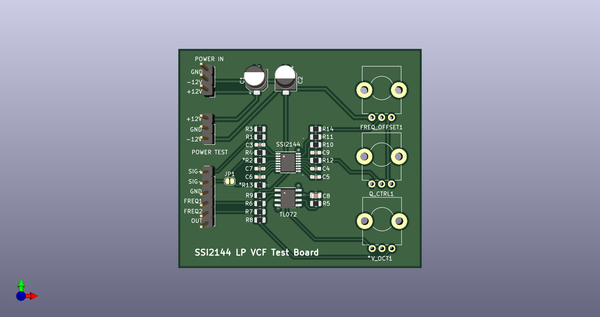 POWER IN
GND
-12V
+12V
+12V
GND
-12V
POWER TEST
SIG
SIG
GND
FREQ1
FREQ2
OUT
JP1
R3
R1
C3
R4
*R2
C7
C6
*R13
R9
R6
R7
R8
SSI2144
TL072
R14
R11
R10
C9
R12
C4
C5
C8
R5
FREQ_OFFSET1
Q_CTRL1
*V_OCT1
SSI2144 LP VCF Test Board